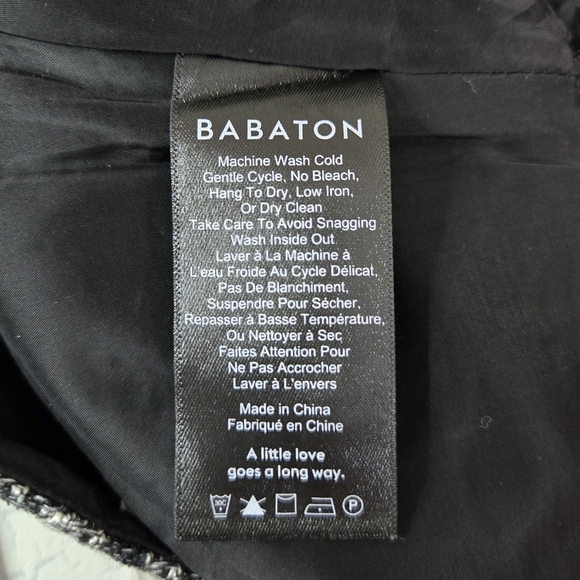 BABATON
Machine Wash Cold
Gentle Cycle, No Bleach,
Hang To Dry, Low Iron,
Or Dry Clean
Take Care To Avoid Snagging
Wash Inside Out
Laver à La Machine à
L'eau Froide Au Cycle Délicat,
Pas De Blanchiment,
Suspendre Pour Sécher,
Repasser à Basse Température,
Ou Nettoyer à Sec
Faites Attention Pour
Ne Pas Accrocher
Laver à L'envers
Made in China
Fabriqué en Chine
A little love
goes a long way.
30C P